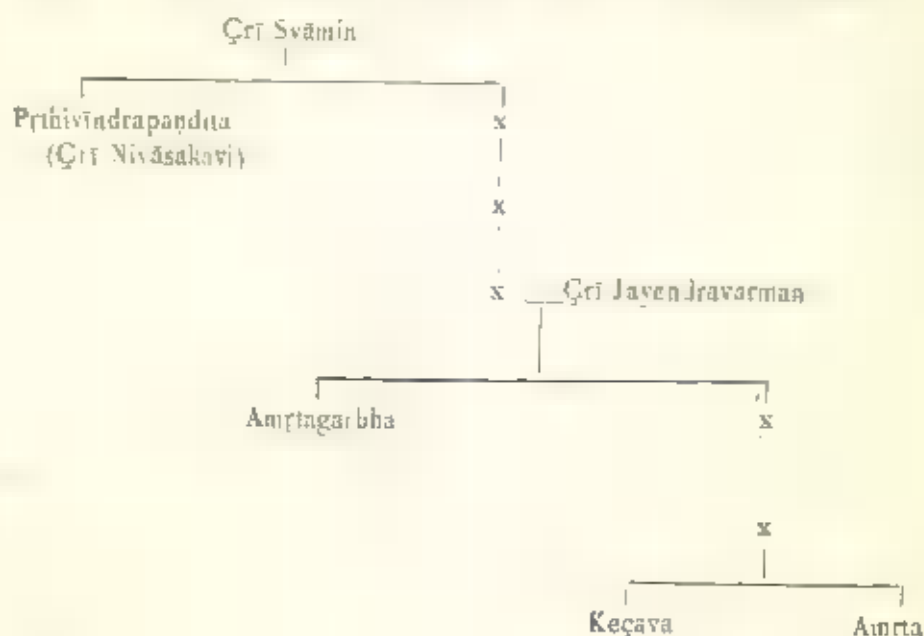 Çrī Svāmin
Pṛthivīndrapaṇḍita x
(Çrī Nivāsakavi)
x
x Çrī Jayendravarman
Amṛtagarbha x
x
Keçava Amṛta